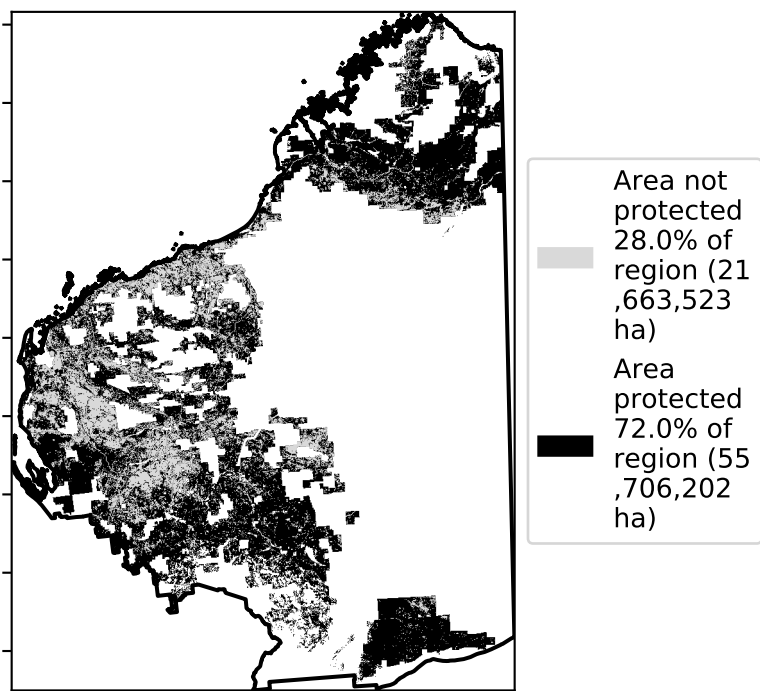 Area not
protected
28.0% of
region (21
,663,523
ha)
Area
protected
72.0% of
region (55
,706,202
ha)